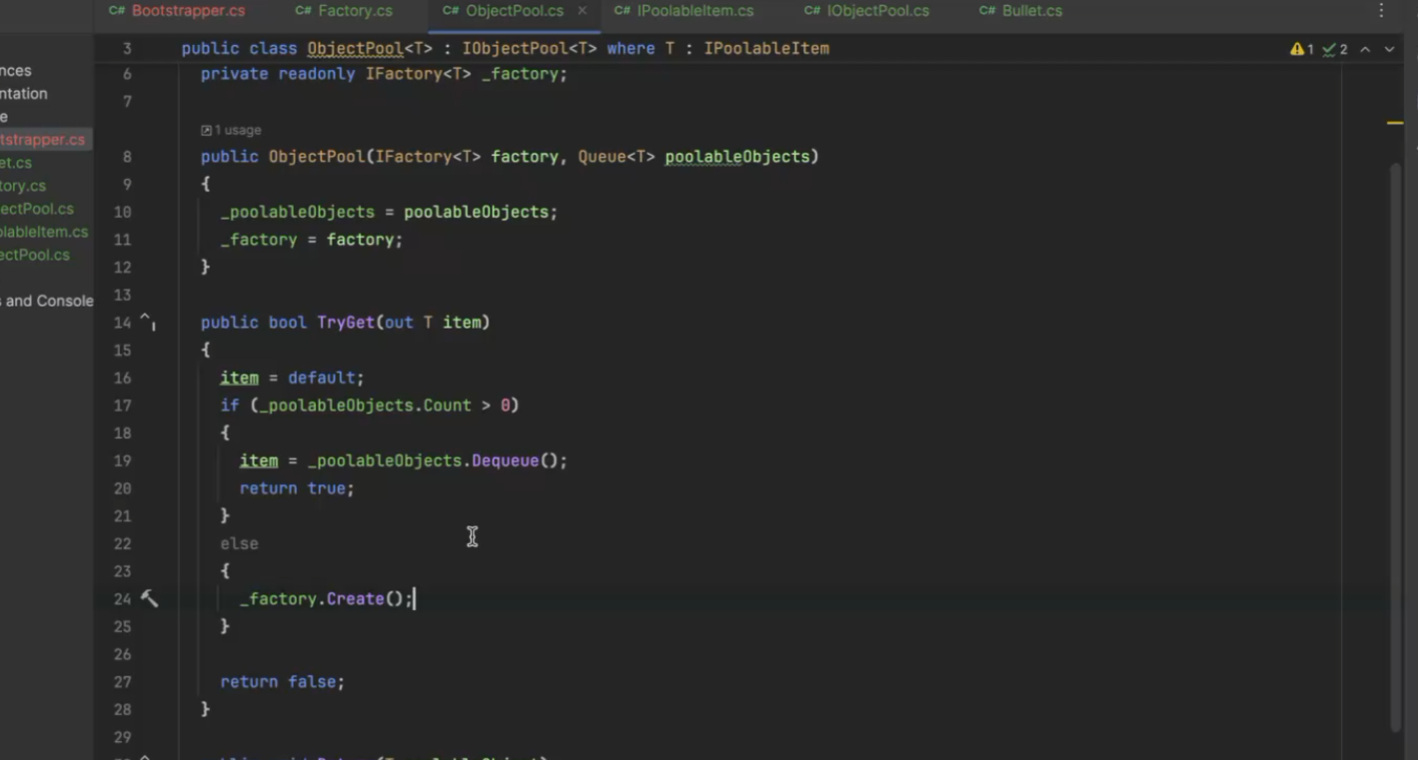 C# Bootstrapper.cs C# Factory.cs C# ObjectPool.cs × C# IPoolableItem.cs C# IObjectPool.cs C# Bullet.cs
3 public class ObjectPool<T> : IObjectPool<T> where T : IPoolableItem 1 2
nces
ntation
e
tstrapper.cs
et.cs
tory.cs
ectPool.cs
olableItem.cs
ectPool.cs
s and Console
6 private readonly IFactory<T> _factory;
7
1 usage
8 public ObjectPool(IFactory<T> factory, Queue<T> poolableObjects)
9 {
10 _poolableObjects = poolableObjects;
11 _factory = factory;
12 }
13
14 public bool TryGet(out T item)
15 {
16 item = default;
17 if (_poolableObjects.Count > 0)
18 {
19 item = _poolableObjects.Dequeue();
20 return true;
21 }
22 else
23 {
24 _factory.Create();
25 }
26
27 return false;
28 }
29